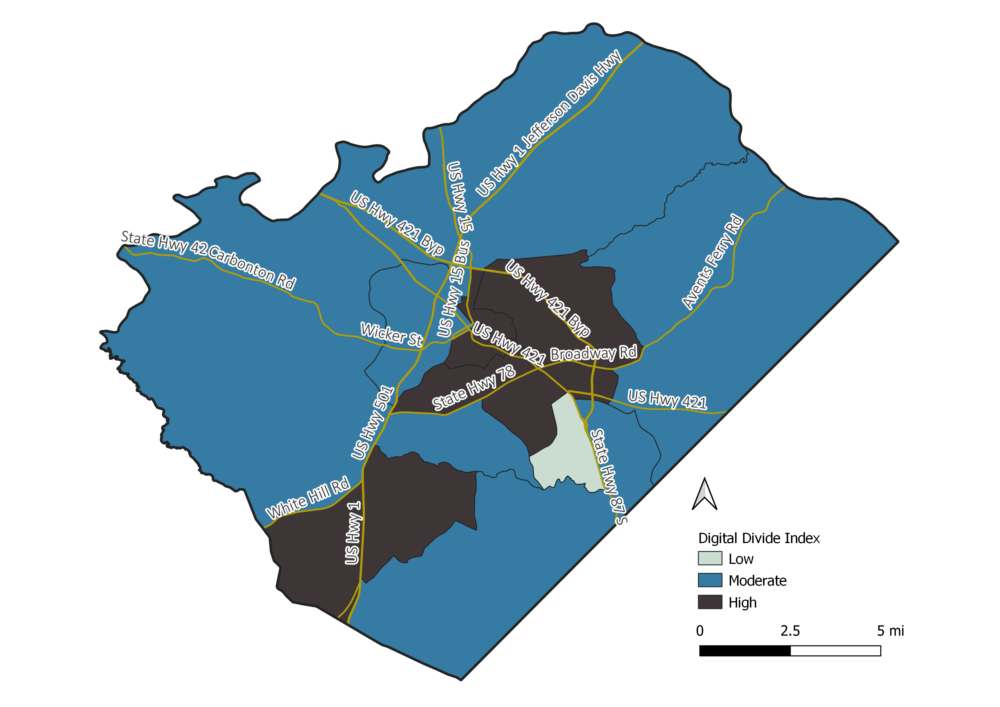 US Hwy 1 Jefferson Davis Hwy
US Hwy 15
US Hwy 421 Byp
State Hwy 42
Carbonton Rd
US Hwy 15 Bus
US Hwy 421 Byp
Avents Ferry Rd
Wicker St
US Hwy 421
Broadway Rd
State Hwy 78
US Hwy 501
US Hwy 421
State Hwy 87 S
White Hill Rd
US Hwy 1
Digital Divide Index
Low
Moderate
High
0 2.5 5 mi